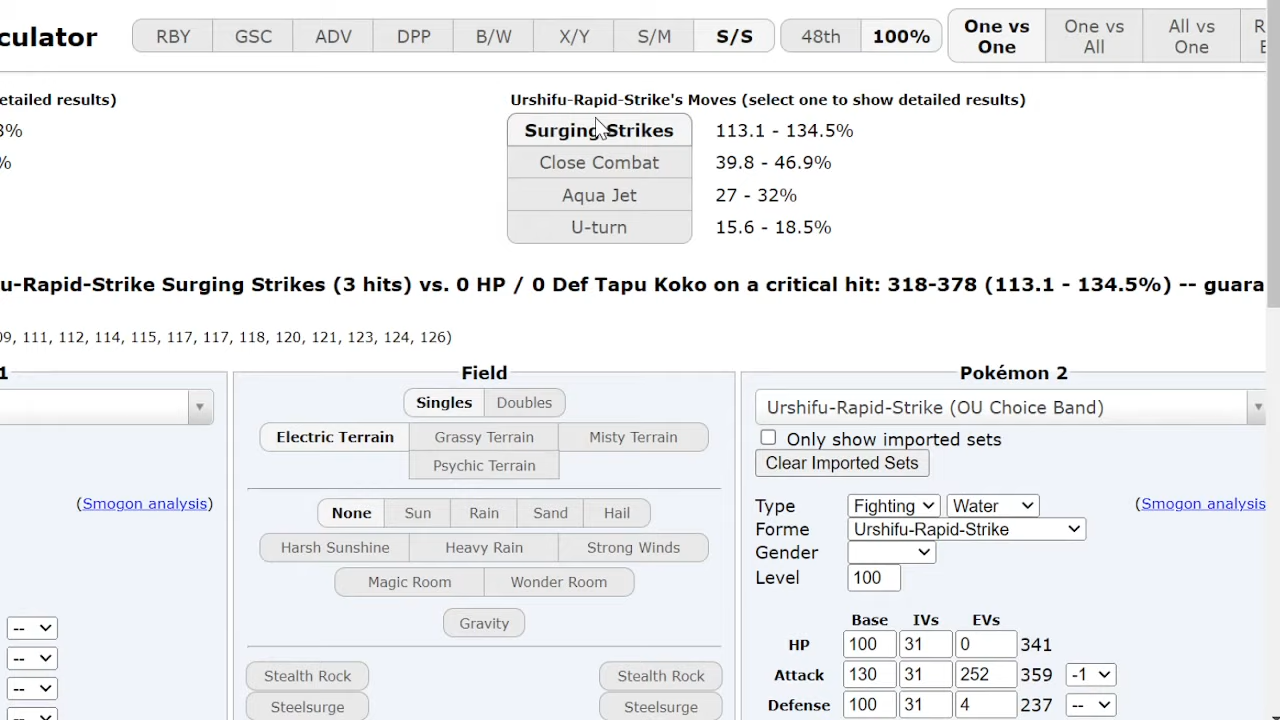 culator RBY GSC ADV DPP B/W X/Y S/M S/S 48th 100% One vs One One vs All All vs One
etailed results) Urshifu-Rapid-Strike's Moves (select one to show detailed results)
3% Surging Strikes 113.1 - 134.5%
% Close Combat 39.8 - 46.9%
Aqua Jet 27 - 32%
U-turn 15.6 - 18.5%
u-Rapid-Strike Surging Strikes (3 hits) vs. 0 HP / 0 Def Tapu Koko on a critical hit: 318-378 (113.1 - 134.5%) -- guara
09, 111, 112, 114, 115, 117, 117, 118, 120, 121, 123, 124, 126)
1 Field Pokémon 2
Singles Doubles Urshifu-Rapid-Strike (OU Choice Band)
Electric Terrain Grassy Terrain Misty Terrain Only show imported sets
Psychic Terrain Clear Imported Sets
(Smogon analysis) None Sun Rain Sand Hail Type Fighting Water (Smogon analysis
Forme Urshifu-Rapid-Strike
Harsh Sunshine Heavy Rain Strong Winds Gender
Magic Room Wonder Room Level 100
Gravity Base IVs EVs
-- HP 100 31 0 341
-- Stealth Rock Stealth Rock Attack 130 31 252 359 -1
-- Steelsurge Steelsurge Defense 100 31 4 237 --